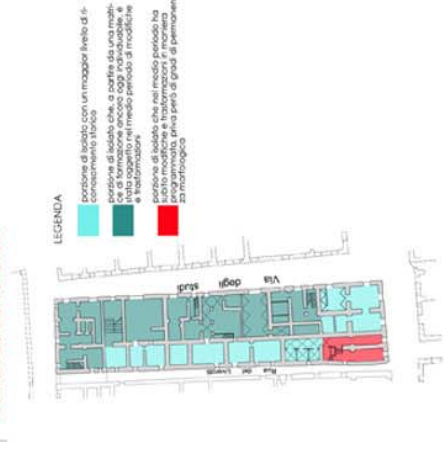 LEGENDA
porzione di isolato con un maggior livello di ri-
conoscimento storico
porzione di isolato che, a partire da una matri-
ce di formazione ancora oggi individuabile, è
stata oggetto nel medio periodo di modifiche
e trasformazioni
porzione di isolato che nel medio periodo ha
subito modifiche e trasformazioni in maniera
programmata, priva però di gradi di permanen
za morfologica
Via degli studi
Rua del